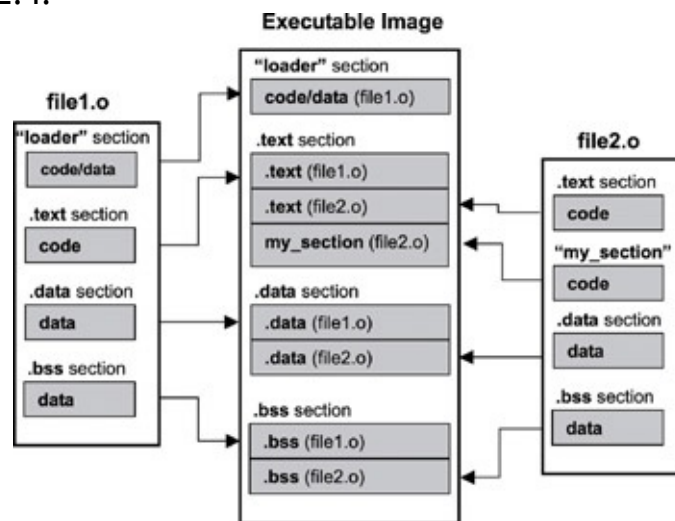 Executable Image
file1.o
"loader" section
code/data
.text section
code
.data section
data
.bss section
data
"loader" section
code/data (file1.o)
.text section
.text (file1.o)
.text (file2.o)
my_section (file2.o)
.data section
.data (file1.o)
.data (file2.o)
.bss section
.bss (file1.o)
.bss (file2.o)
file2.o
.text section
code
"my_section"
code
.data section
data
.bss section
data